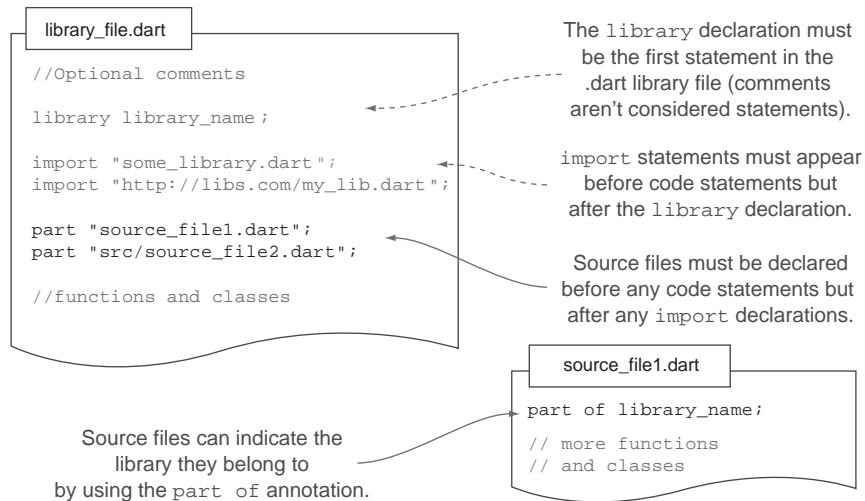 library_file.dart
//Optional comments
library library_name;
import "some_library.dart";
import "http://libs.com/my_lib.dart";
part "source_file1.dart";
part "src/source_file2.dart";
//functions and classes
The library declaration must
be the first statement in the
.dart library file (comments
aren't considered statements).
import statements must appear
before code statements but
after the library declaration.
Source files must be declared
before any code statements but
after any import declarations.
source_file1.dart
part of library_name;
// more functions
// and classes
Source files can indicate the
library they belong to
by using the part of annotation.